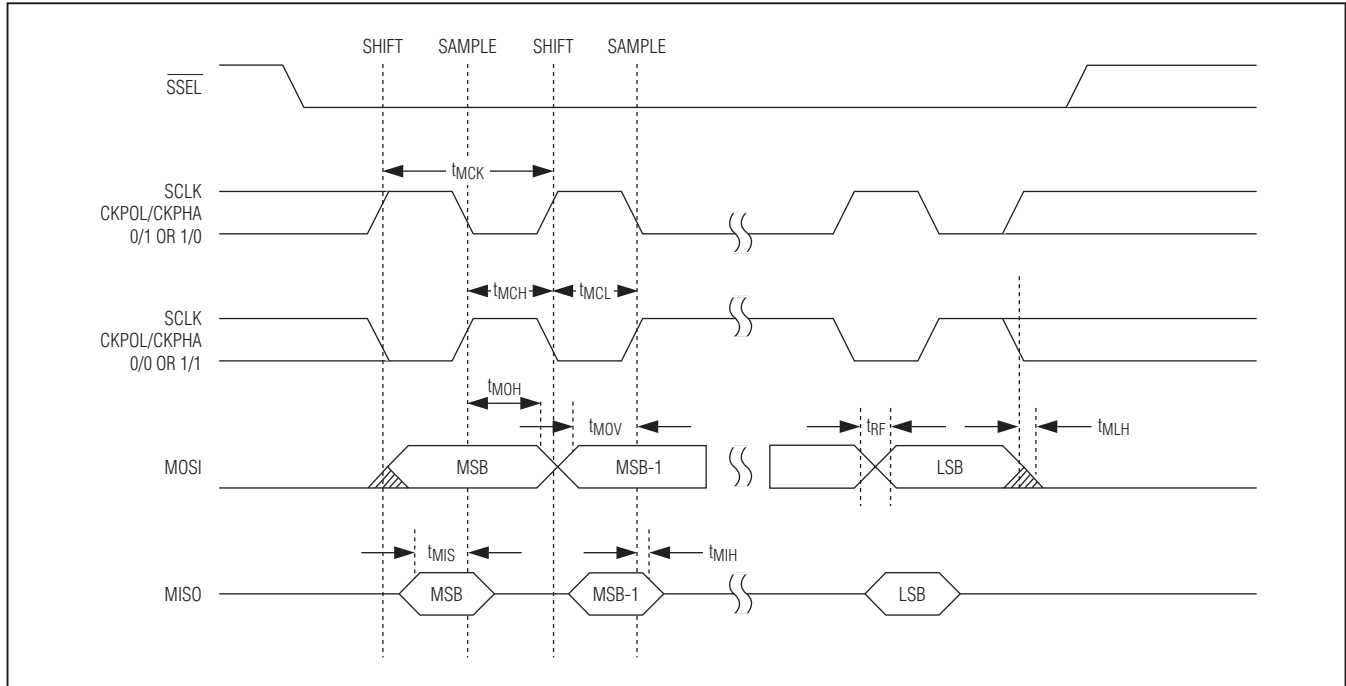 SHIFT SAMPLE SHIFT SAMPLE
SSEL
tMCK
SCLK
CKPOL/CKPHA
0/1 OR 1/0
tMCH tMCL
SCLK
CKPOL/CKPHA
0/0 OR 1/1
tMOH
tMOV tRF tMLH
MOSI MSB MSB-1 LSB
tMIS tMIH
MISO MSB MSB-1 LSB